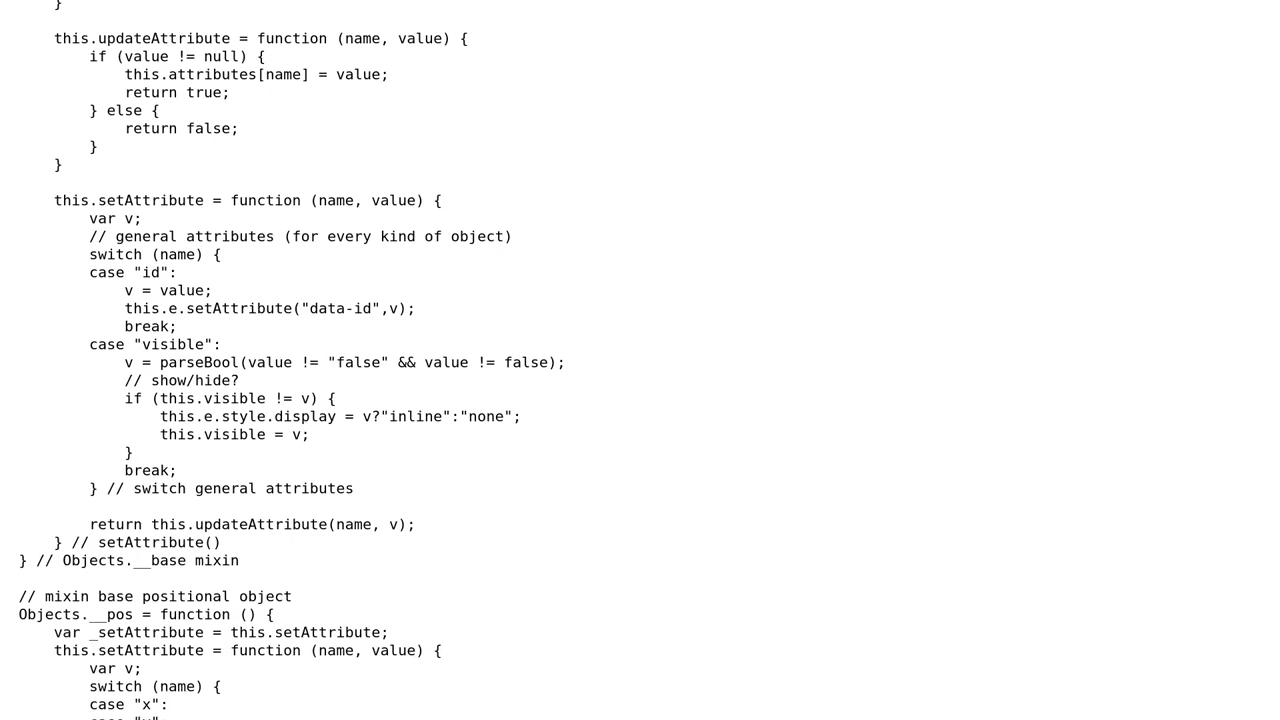 }

    this.updateAttribute = function (name, value) {
        if (value != null) {
            this.attributes[name] = value;
            return true;
        } else {
            return false;
        }
    }

    this.setAttribute = function (name, value) {
        var v;
        // general attributes (for every kind of object)
        switch (name) {
        case "id":
            v = value;
            this.e.setAttribute("data-id",v);
            break;
        case "visible":
            v = parseBool(value != "false" && value != false);
            // show/hide?
            if (this.visible != v) {
                this.e.style.display = v?"inline":"none";
                this.visible = v;
            }
            break;
        } // switch general attributes

        return this.updateAttribute(name, v);
    } // setAttribute()
} // Objects.__base mixin

// mixin base positional object
Objects.__pos = function () {
    var _setAttribute = this.setAttribute;
    this.setAttribute = function (name, value) {
        var v;
        switch (name) {
        case "x":